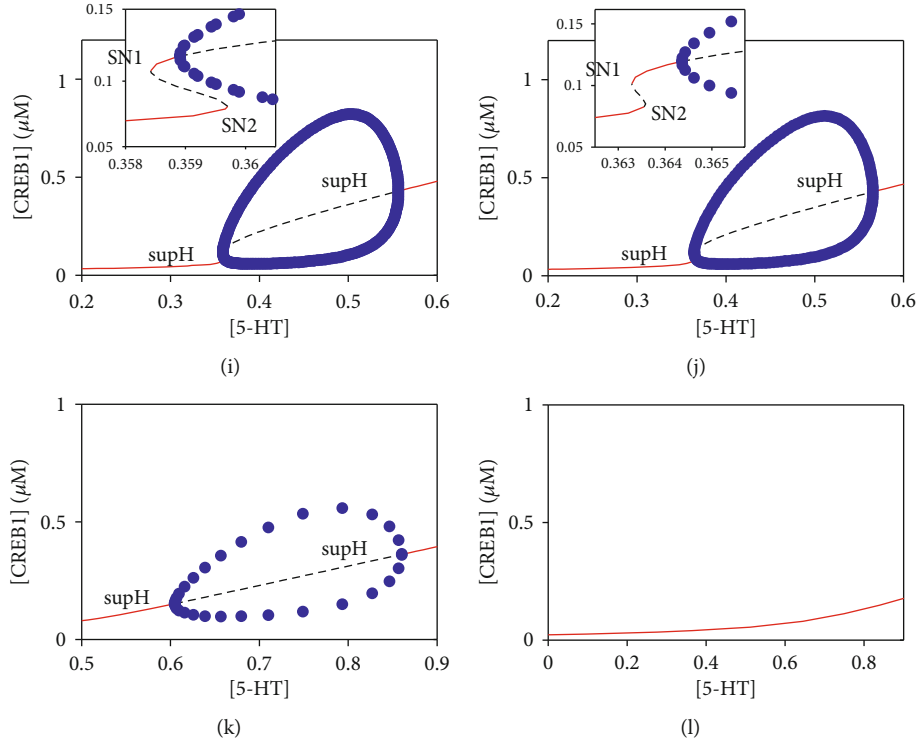 0.15
SN1
0.1
SN2
0.05
0.358
0.359
0.36
1
0.5
0
[CREB1] (μM)
supH
supH
0.2
0.3
0.4
0.5
0.6
[5-HT]
(i)
0.15
SN1
0.1
SN2
0.05
0.363
0.364
0.365
1
0.5
0
[CREB1] (μM)
supH
supH
0.2
0.3
0.4
0.5
0.6
[5-HT]
(j)
1
0.5
0
[CREB1] (μM)
supH
supH
0.5
0.6
0.7
0.8
0.9
[5-HT]
(k)
1
0.5
0
[CREB1] (μM)
0
0.2
0.4
0.6
0.8
[5-HT]
(l)